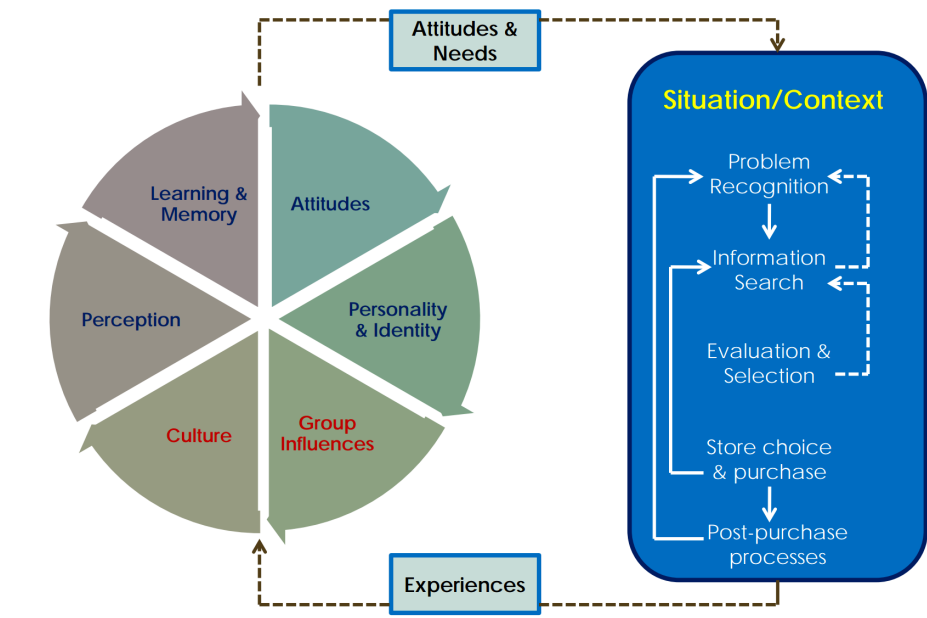 Attitudes &
Needs
Situation/Context
Learning &
Memory
Attitudes
Perception
Personality
& Identity
Culture
Group
Influences
Problem
Recognition
Information
Search
Evaluation &
Selection
Store choice
& purchase
Post-purchase
processes
Experiences